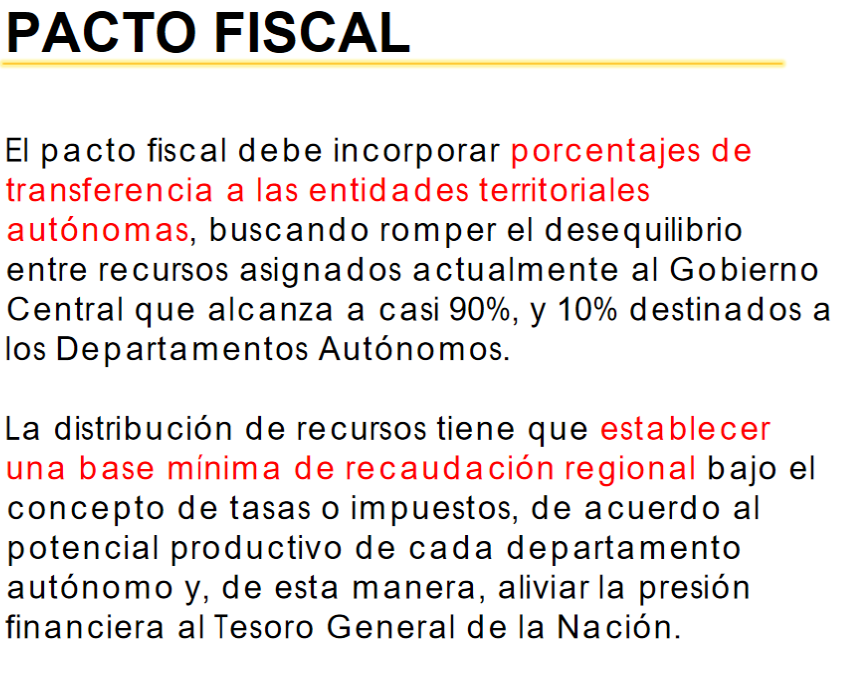 PACTO FISCAL
El pacto fiscal debe incorporar porcentajes de
transferencia a las entidades territoriales
autónomas, buscando romper el desequilibrio
entre recursos asignados actualmente al Gobierno
Central que alcanza a casi 90%, y 10% destinados a
los Departamentos Autónomos.
La distribución de recursos tiene que establecer
una base mínima de recaudación regional bajo el
concepto de tasas o impuestos, de acuerdo al
potencial productivo de cada departamento
autónomo y, de esta manera, aliviar la presión
financiera al Tesoro General de la Nación.